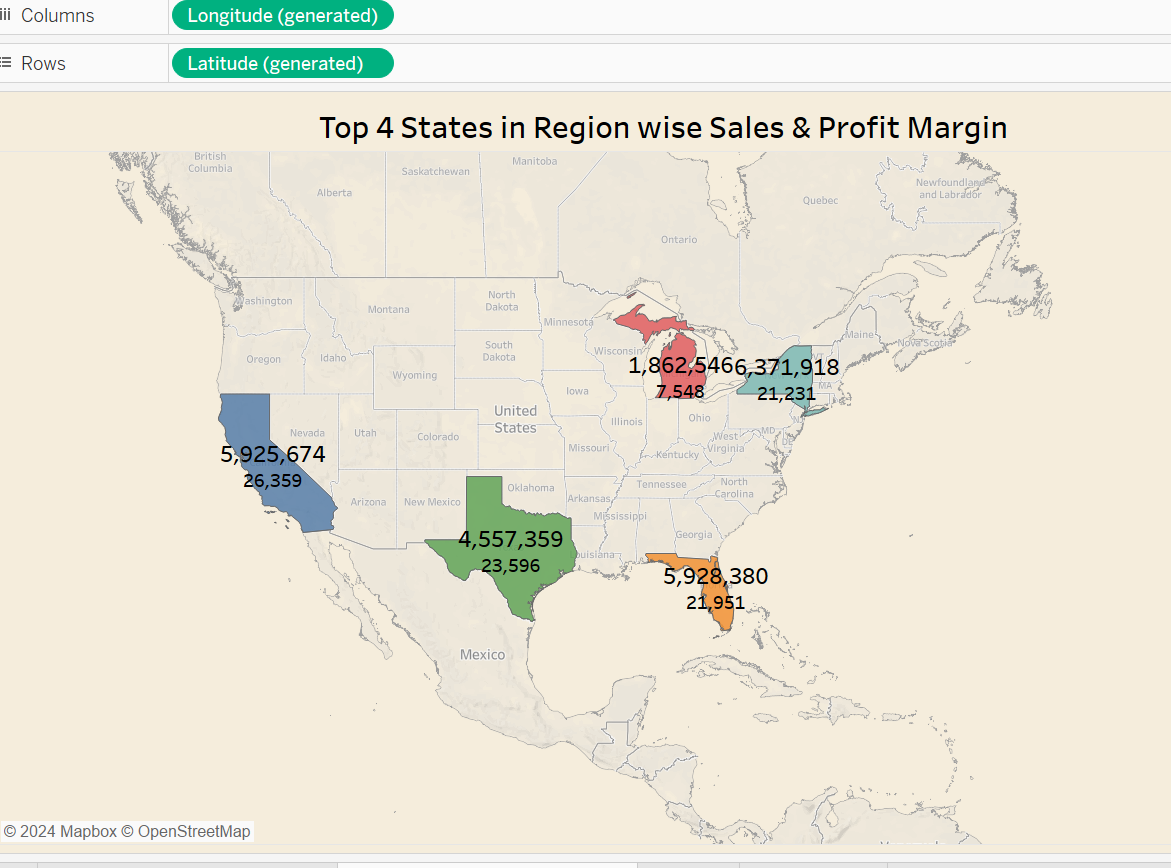 Columns
Longitude (generated)
Rows
Latitude (generated)
Top 4 States in Region wise Sales & Profit Margin
British
Columbia
Manitoba
Saskatchewan
Alberta
Newfoundland
and Labrador
Quebec
Ontario
Washington
North
Dakota
Montana
Minnesota
Maine
Nova Scotia
South
Dakota
Wisconsin
Oregon
Idaho
VT
1,862,546
6,371,918
Wyoming
MA
7,548
21,231
Iowa
United
States
Illinois
Ohio
Nevada
Utah
Colorado
MD
West
Virginia
Missouri
Kentucky
5,925,674
26,359
Tennessee
North
Carolina
Oklahoma
Arizona
New Mexico
Arkansas
Mississippi
Georgia
4,557,359
23,596
5,928,380
21,951
Mexico
© 2024 Mapbox © OpenStreetMap